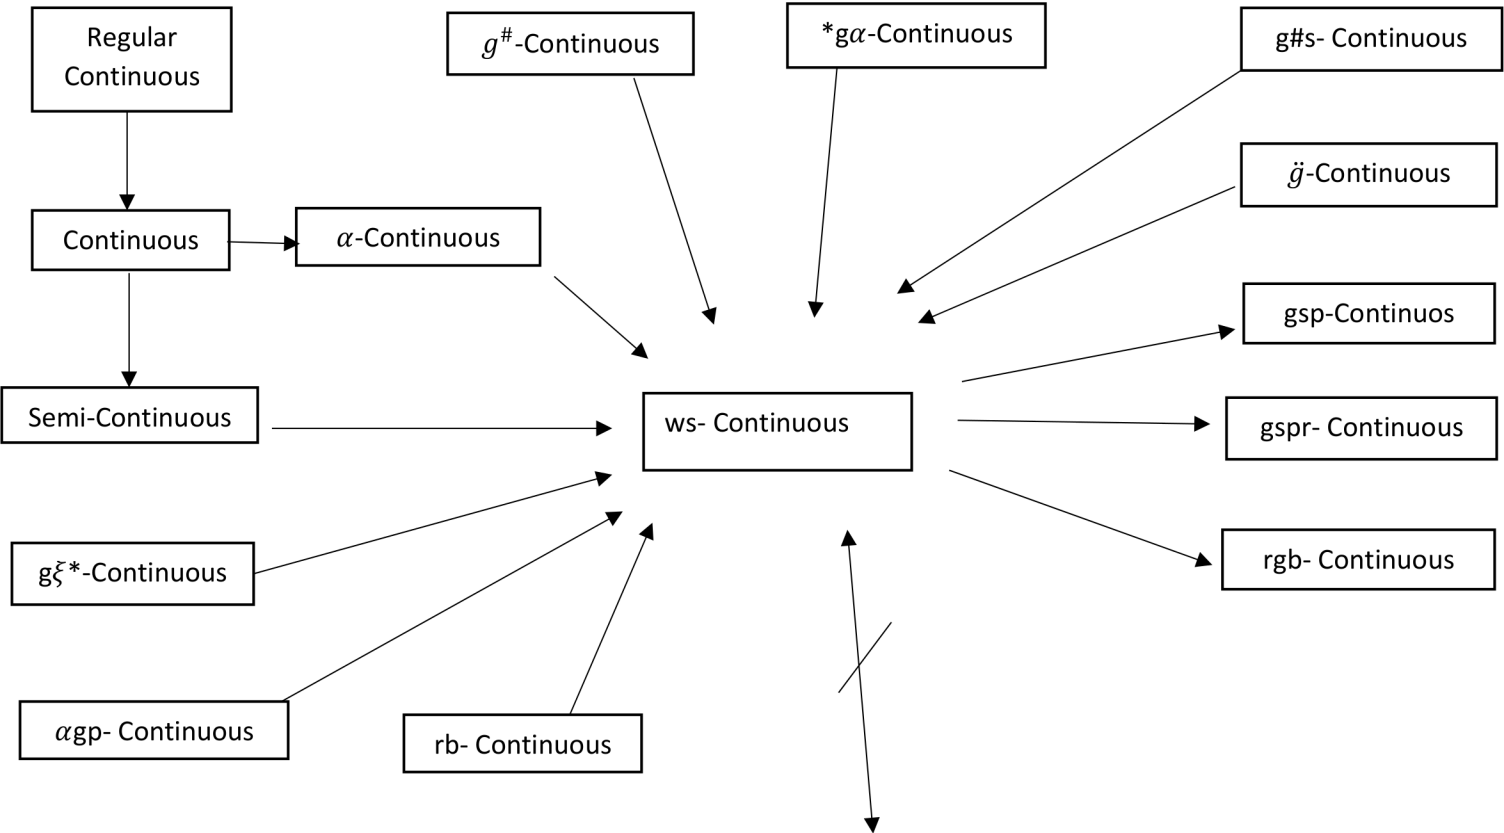 Regular
Continuous
g#-Continuous
*gα-Continuous
g#s- Continuous
g̈-Continuous
Continuous
α-Continuous
gsp-Continuos
Semi-Continuous
ws- Continuous
gspr- Continuous
gξ*-Continuous
rgb- Continuous
αgp- Continuous
rb- Continuous